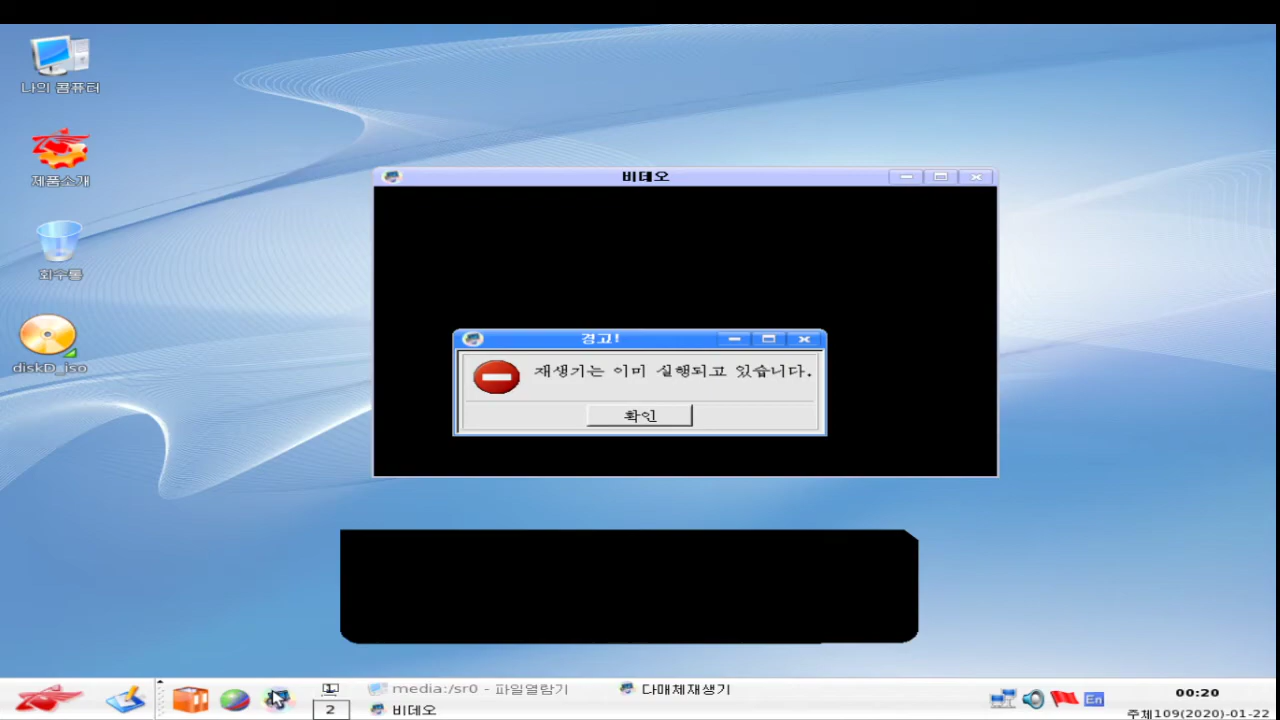 나의 콤퓨터
제품소개
회수통
diskD_iso
비데오
경고!
재생기는 이미 실행되고 있습니다.
확인
2
media:/sr0 - 파일열람기
다매체재생기
비데오
En
00:20
주체109(2020)-01-22